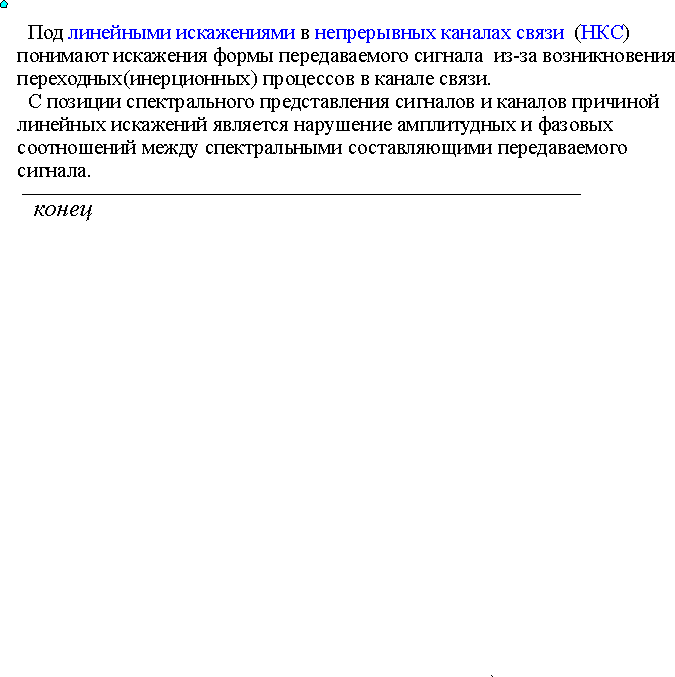 Под линейными искажениями в непрерывных каналах связи (НКС)
понимают искажения формы передаваемого сигнала из-за возникновения
переходных(инерционных) процессов в канале связи.
С позиции спектрального представления сигналов и каналов причиной
линейных искажений является нарушение амплитудных и фазовых
соотношений между спектральными составляющими передаваемого
сигнала.
конец